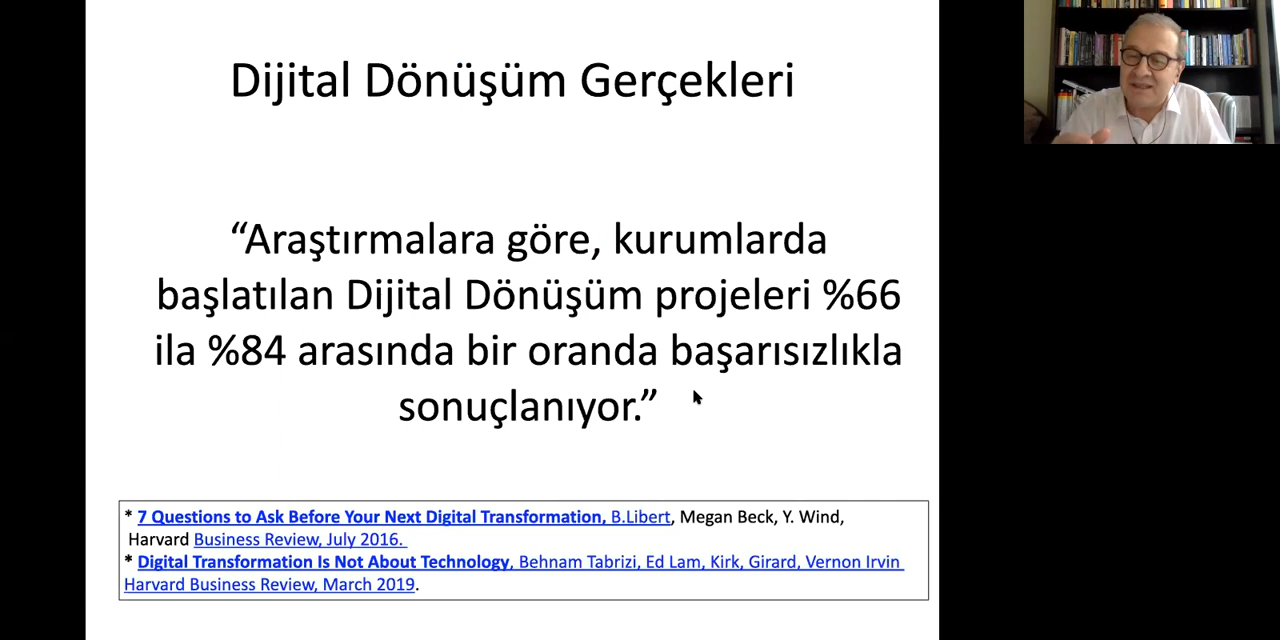 Dijital Dönüşüm Gerçekleri
“Araştırmalara göre, kurumlarda
başlatılan Dijital Dönüşüm projeleri %66
ila %84 arasında bir oranda başarısızlıkla
sonuçlanıyor.”
* 7 Questions to Ask Before Your Next Digital Transformation, B.Libert, Megan Beck, Y. Wind,
Harvard Business Review, July 2016.
* Digital Transformation Is Not About Technology, Behnam Tabrizi, Ed Lam, Kirk, Girard, Vernon Irvin
Harvard Business Review, March 2019.